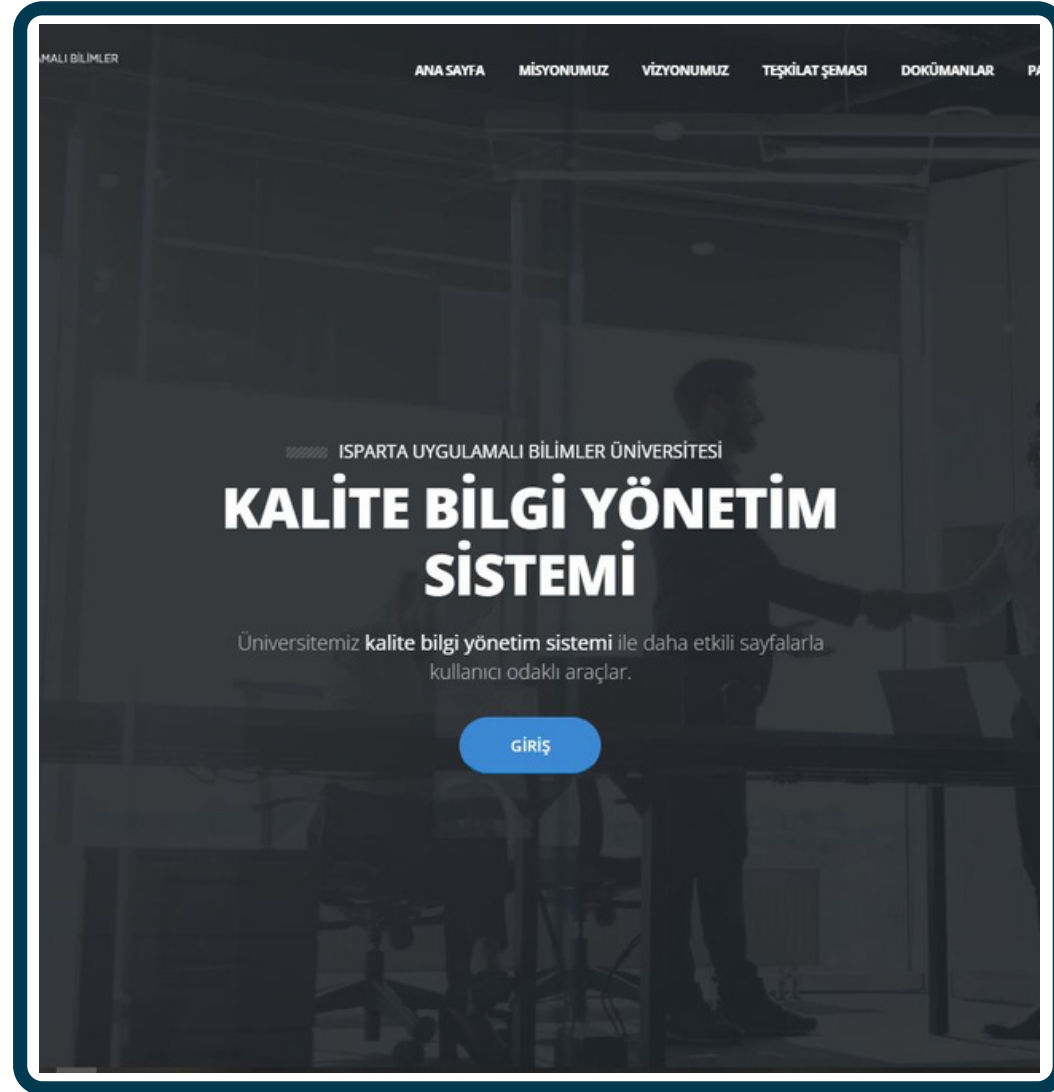 BİLİMLER
ANA SAYFA MİSYONUMUZ VİZYONUMUZ TEŞKİLAT ŞEMASI DOKÜMANLAR
ISPARTA UYGULAMALI BİLİMLER ÜNİVERSİTESİ
KALİTE BİLGİ YÖNETİM
SİSTEMİ
Üniversitemiz kalite bilgi yönetim sistemi ile daha etkili sayfalarla
kullanıcı odaklı araçlar.
GİRİŞ